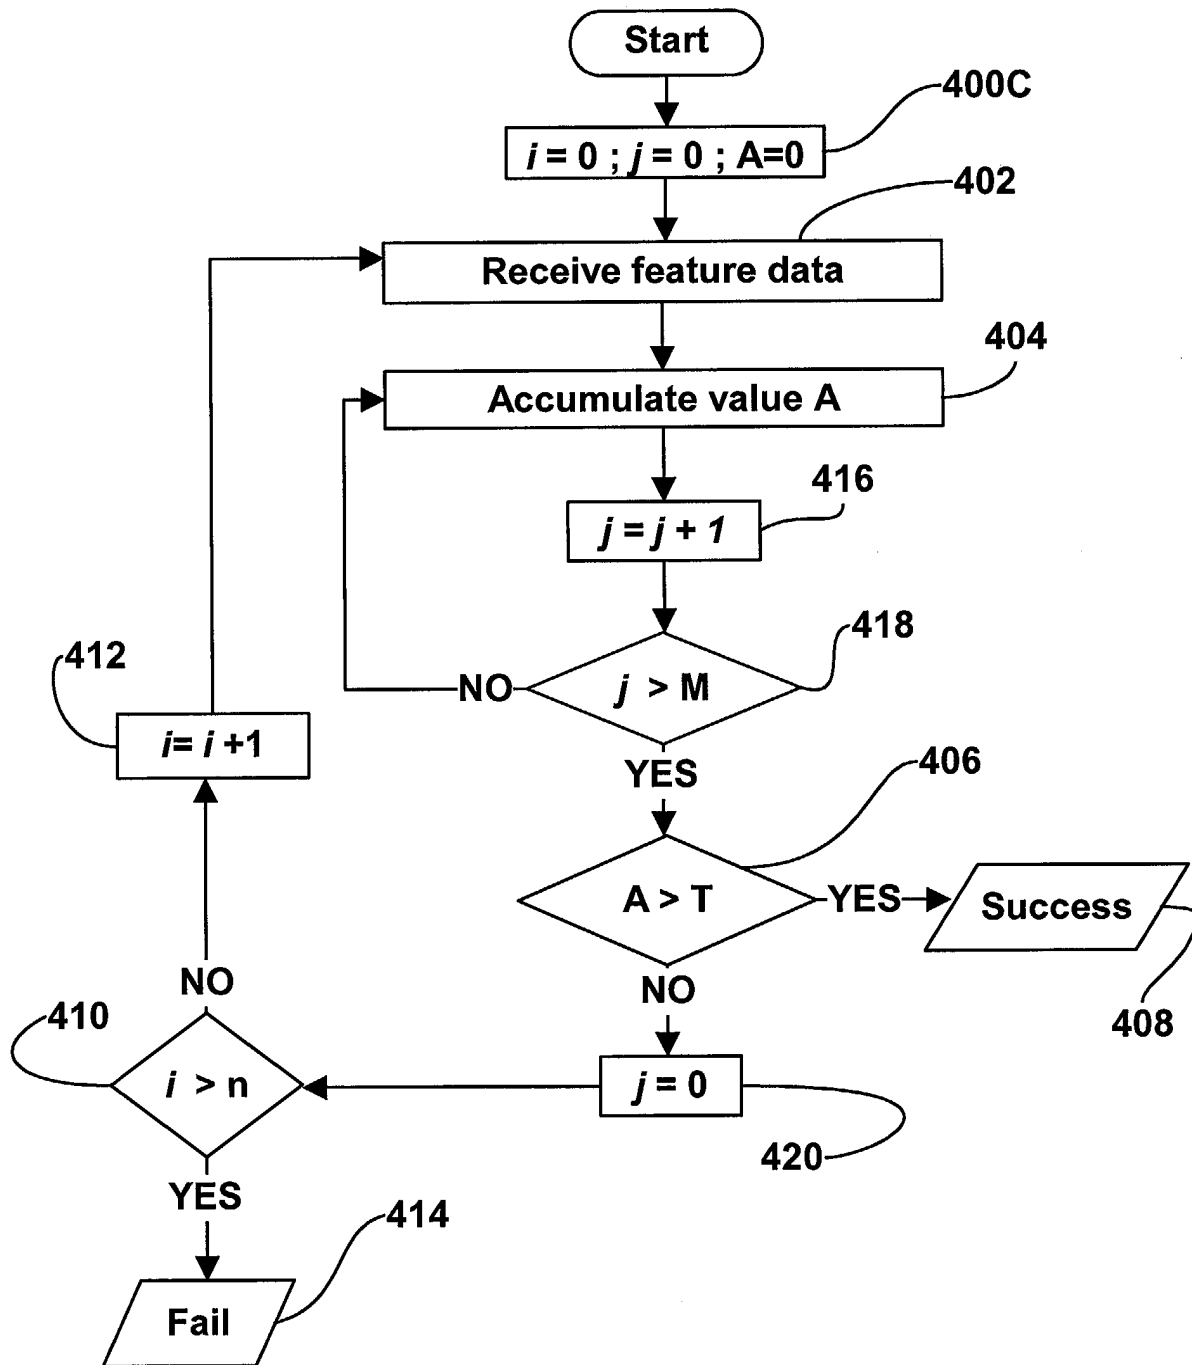 Start
400C
i = 0 ; j = 0 ; A=0
402
Receive feature data
404
Accumulate value A
416
j = j + 1
418
412
NO
j > M
i= i +1
YES
406
A > T
YES
Success
NO
NO
408
410
i > n
j = 0
420
YES
414
Fail